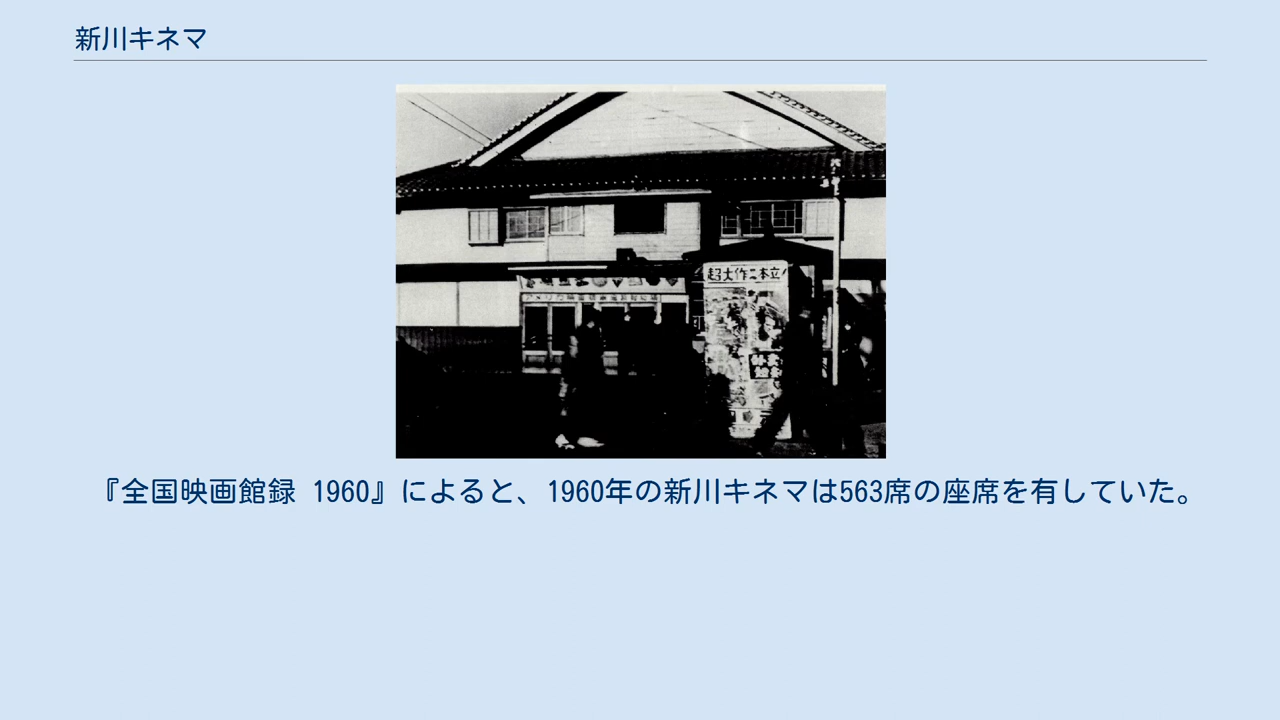 新川キネマ
超大作二本立!
『全国映画館録 1960』によると、1960年の新川キネマは563席の座席を有していた。